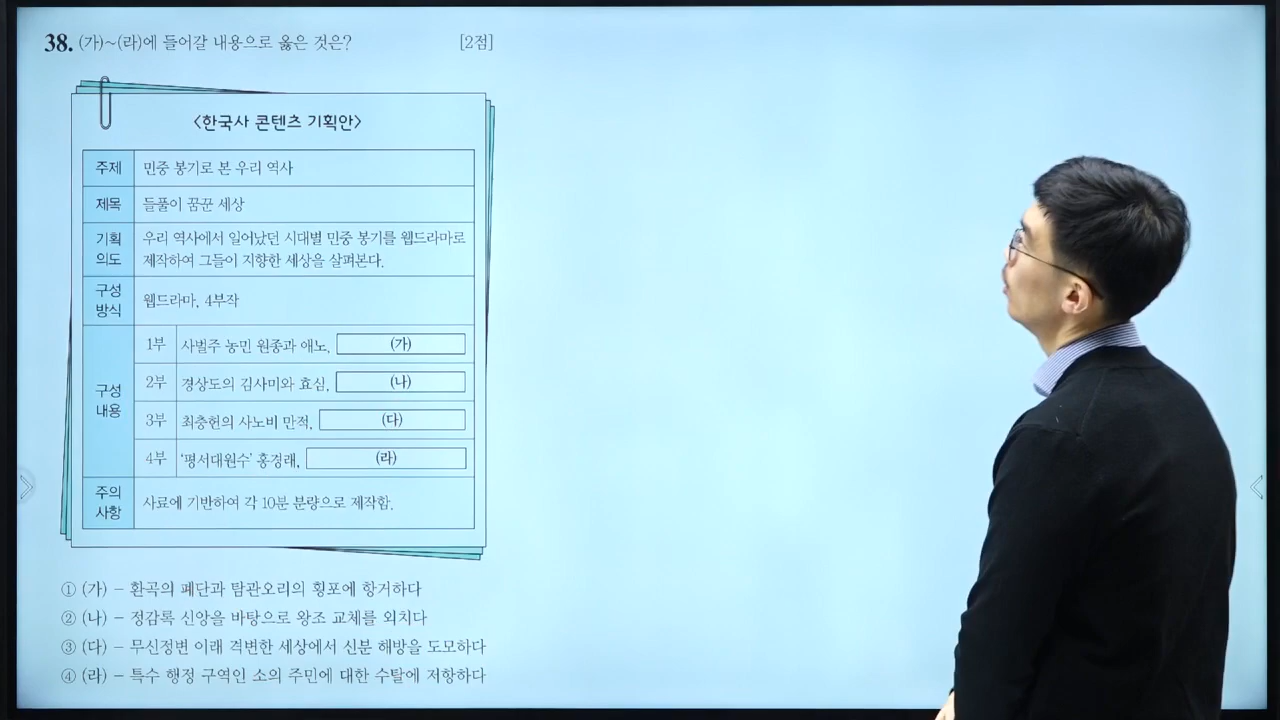 38. (가)~(라)에 들어갈 내용으로 옳은 것은? [2점]
<한국사 콘텐츠 기획안>
주제 민중 봉기로 본 우리 역사
제목 들풀이 꿈꾼 세상
기획 의도 우리 역사에서 일어났던 시대별 민중 봉기를 웹드라마로
제작하여 그들이 지향한 세상을 살펴본다.
구성 방식 웹드라마, 4부작
구성 내용
1부 사벌주 농민 원종과 애노, (가)
2부 경상도의 김사미와 효심, (나)
3부 최충헌의 사노비 만적, (다)
4부 '평서대원수' 홍경래, (라)
주의 사항 사료에 기반하여 각 10분 분량으로 제작함.
① (가) - 환곡의 폐단과 탐관오리의 횡포에 항거하다
② (나) - 정감록 신앙을 바탕으로 왕조 교체를 외치다
③ (다) - 무신정변 이래 격변한 세상에서 신분 해방을 도모하다
④ (라) - 특수 행정 구역인 소의 주민에 대한 수탈에 저항하다